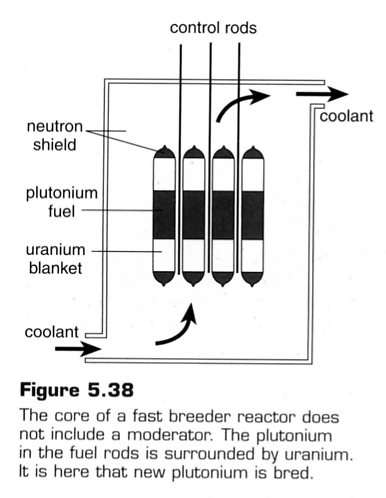 control rods
coolant
neutron
shield
plutonium
fuel
uranium
blanket
coolant
Figure 5.38
The core of a fast breeder reactor does
not include a moderator. The plutonium
in the fuel rods is surrounded by uranium.
It is here that new plutonium is bred.